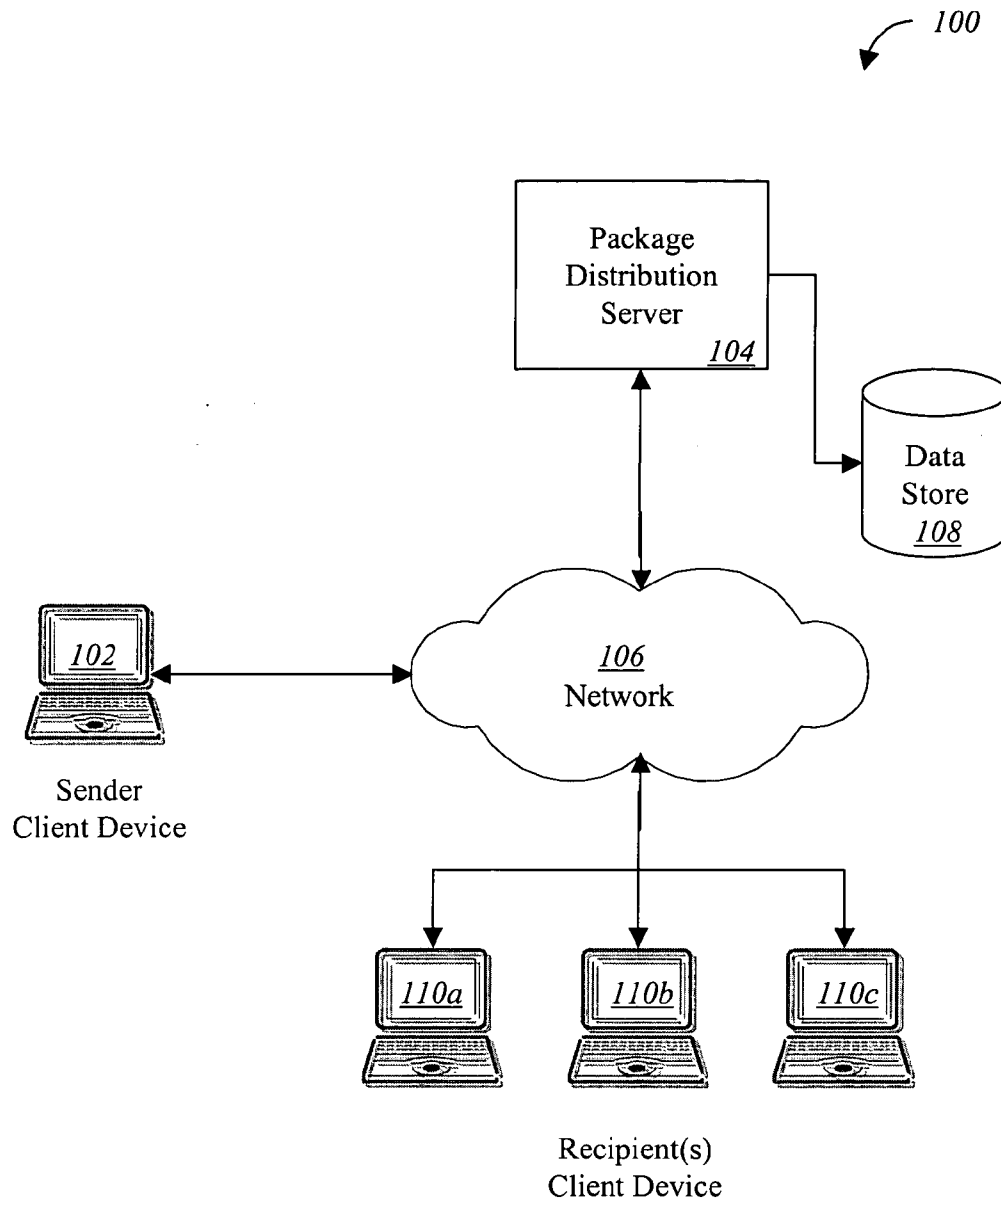 100
Package
Distribution
Server
104
Data
Store
108
102
106
Network
Sender
Client Device
110a
110b
110c
Recipient(s)
Client Device